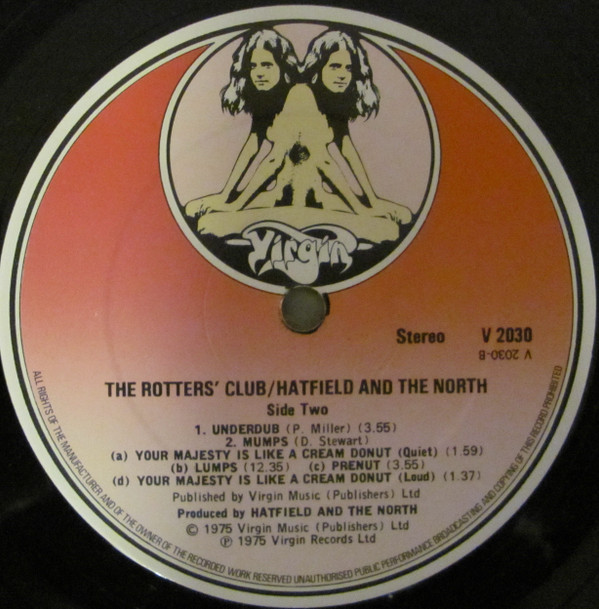 Virgin
Stereo V 2030
V 2030-B
THE ROTTERS' CLUB/HATFIELD AND THE NORTH
Side Two
1. UNDERDUB (P. Miller) (3.55)
2. MUMPS (D. Stewart)
(a) YOUR MAJESTY IS LIKE A CREAM DONUT (Quiet) (1.59)
(b) LUMPS (12.35) (c) PRENUT (3.55)
(d) YOUR MAJESTY IS LIKE A CREAM DONUT (Loud) (1.37)
Published by Virgin Music (Publishers) Ltd
Produced by HATFIELD AND THE NORTH
© 1975 Virgin Music (Publishers) Ltd
℗ 1975 Virgin Records Ltd
ALL RIGHTS OF THE MANUFACTURER AND OF THE OWNER OF THE RECORDED WORK RESERVED UNAUTHORISED PUBLIC PERFORMANCE BROADCASTING AND COPYING OF THIS RECORD PROHIBITED